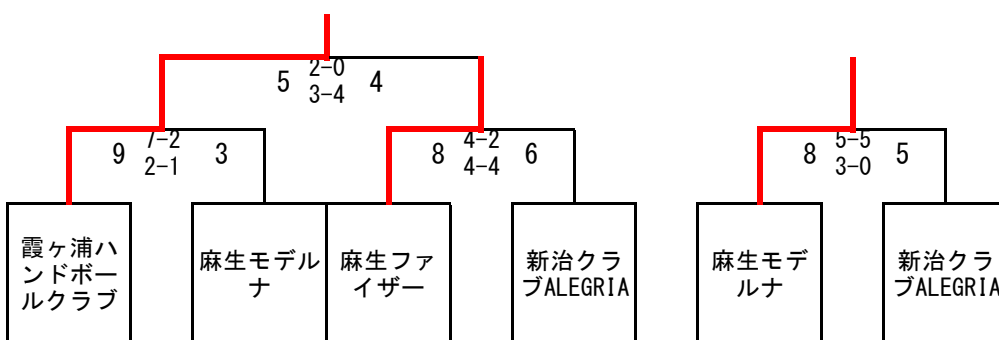 2-0
5 4
3-4
7-2
9 3
2-1
4-2
8 6
4-4
5-5
8 5
3-0
霞ヶ浦ハ
ンドボー
ルクラブ
麻生モデル
ナ
麻生ファ
イザー
新治クラ
ブALEGRIA
麻生モデ
ルナ
新治クラ
ブALEGRIA